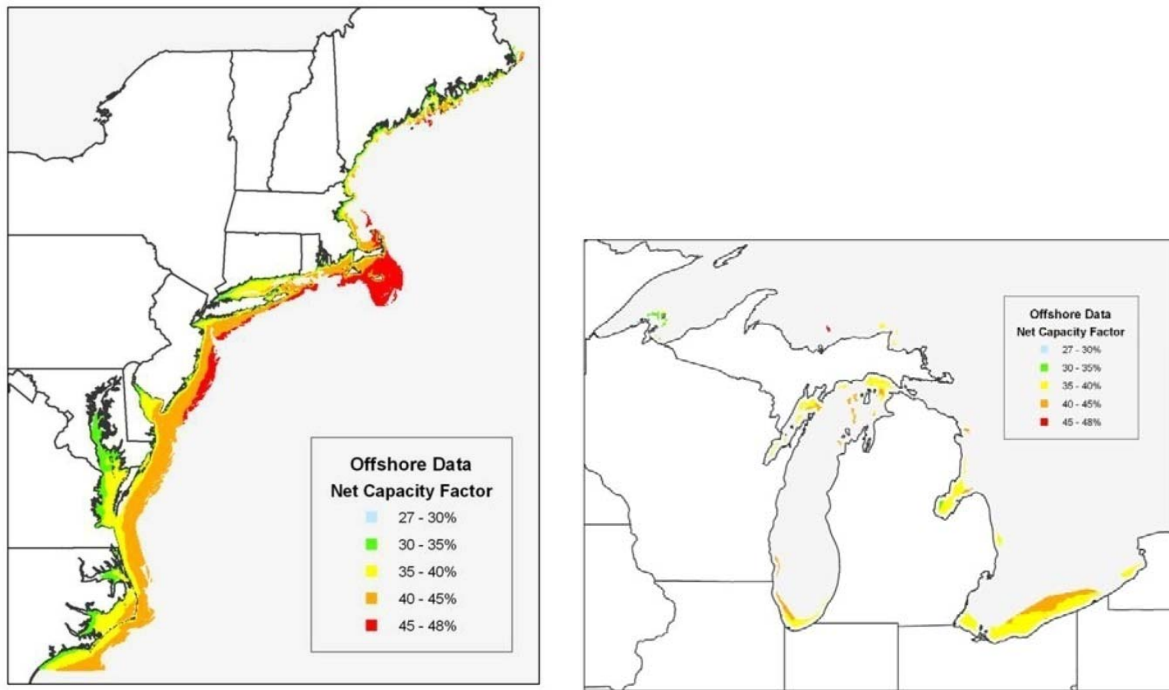 Offshore Data
Net Capacity Factor
27 - 30%
30 - 35%
35 - 40%
40 - 45%
45 - 48%
Offshore Data
Net Capacity Factor
27 - 30%
30 - 35%
35 - 40%
40 - 45%
45 - 48%